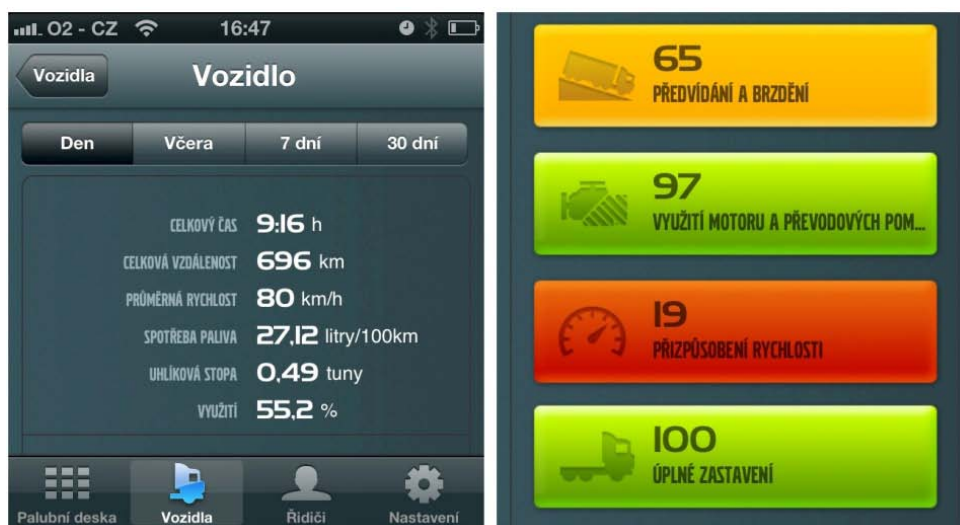 O2 - CZ 16:47
Vozidla
Vozidlo
Den Včera 7 dní 30 dní
CELKOVÝ ČAS 9:16 h
CELKOVÁ VZDÁLENOST 696 km
PRŮMĚRNÁ RYCHLOST 80 km/h
SPOTŘEBA PALIVA 27,12 litry/100km
UHLÍKOVÁ STOPA 0,49 tuny
VYUŽITÍ 55,2 %
Palubní deska Vozidla Řidiči Nastavení
65
PŘEDVÍDÁNÍ A BRZDĚNÍ
97
VYUŽITÍ MOTORU A PŘEVODOVÝCH POM...
19
PŘIZPŮSOBENÍ RYCHLOSTI
100
ÚPLNÉ ZASTAVENÍ